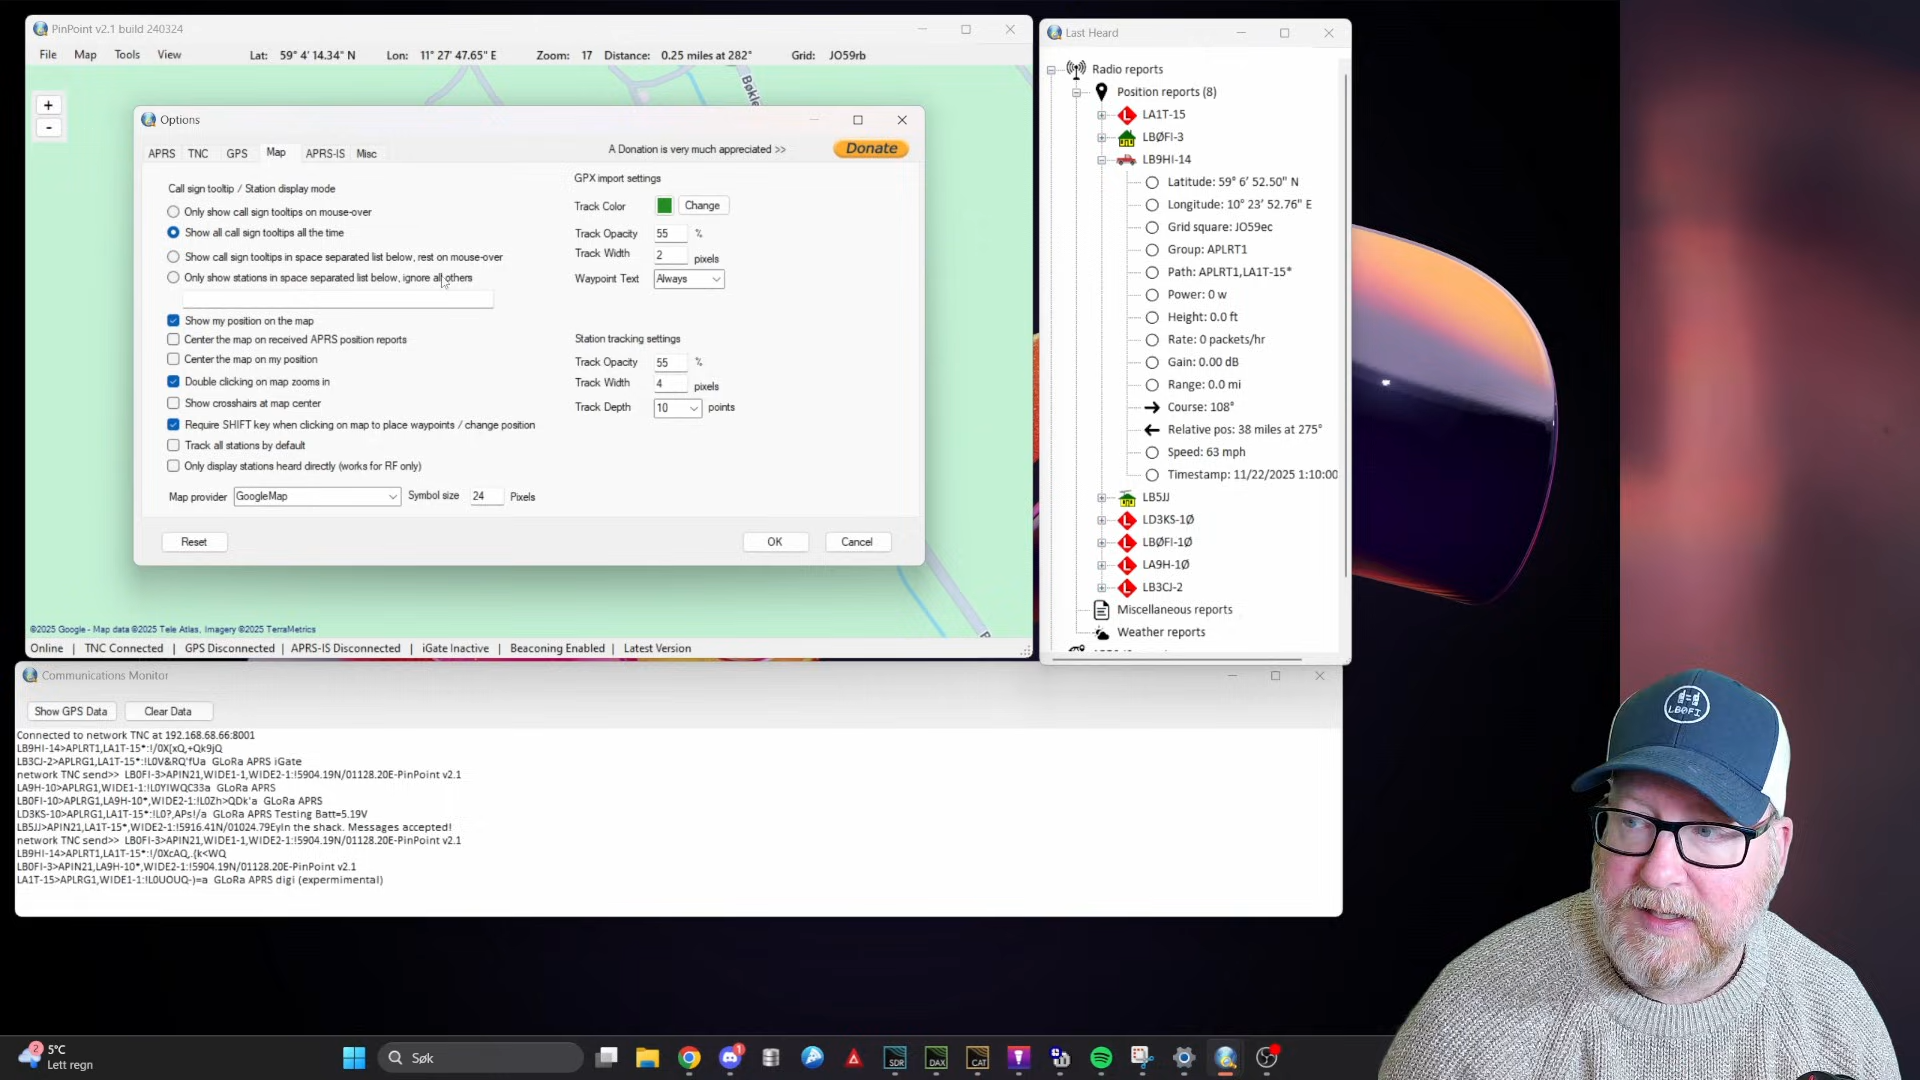 PinPoint v2.1 build 240324
File Map Tools View Lat: 59° 4' 14.34" N Lon: 11° 27' 47.65" E Zoom: 17 Distance: 0.25 miles at 282° Grid: JO59rb
+
-
Bøkle
Options
APRS TNC GPS Map APRS-IS Misc
A Donation is very much appreciated >> Donate
Call sign tooltip / Station display mode
Only show call sign tooltips on mouse-over
Show all call sign tooltips all the time
Show call sign tooltips in space separated list below, rest on mouse-over
Only show stations in space separated list below, ignore all others
Show my position on the map
Center the map on received APRS position reports
Center the map on my position
Double clicking on map zooms in
Show crosshairs at map center
Require SHIFT key when clicking on map to place waypoints / change position
Track all stations by default
Only display stations heard directly (works for RF only)
Map provider GoogleMap Symbol size 24 Pixels
GPX import settings
Track Color Change
Track Opacity 55 %
Track Width 2 pixels
Waypoint Text Always
Station tracking settings
Track Opacity 55 %
Track Width 4 pixels
Track Depth 10 points
Reset OK Cancel
©2025 Google - Map data ©2025 Tele Atlas, Imagery ©2025 TerraMetrics
Online | TNC Connected | GPS Disconnected | APRS-IS Disconnected | iGate Inactive | Beaconing Enabled | Latest Version
Last Heard
Radio reports
Position reports (8)
LA1T-15
LBØFI-3
LB9HI-14
Latitude: 59° 6' 52.50" N
Longitude: 10° 23' 52.76" E
Grid square: JO59ec
Group: APLRT1
Path: APLRT1,LA1T-15*
Power: 0 w
Height: 0.0 ft
Rate: 0 packets/hr
Gain: 0.00 dB
Range: 0.0 mi
Course: 108°
Relative pos: 38 miles at 275°
Speed: 63 mph
Timestamp: 11/22/2025 1:10:00
LB5JJ
LD3KS-1Ø
LBØFI-1Ø
LA9H-1Ø
LB3CJ-2
Miscellaneous reports
Weather reports
Communications Monitor
Show GPS Data Clear Data
Connected to network TNC at 192.168.68.66:8001
LB9HI-14>APLRT1,LA1T-15*:!/0X[xQ,+Qk9jQ
LB3CJ-2>APLRG1,LA1T-15*:!L0V&RQ'fUa GLoRa APRS iGate
network TNC send>> LB0FI-3>APIN21,WIDE1-1,WIDE2-1:!5904.19N/01128.20E-PinPoint v2.1
LA9H-10>APLRG1,WIDE1-1:!L0YIWQC33a GLoRa APRS
LB0FI-10>APLRG1,LA9H-10*,WIDE2-1:!L0Zh>QDk'a GLoRa APRS
LD3KS-10>APLRG1,LA1T-15*:!L0?,APs!/a GLoRa APRS Testing Batt=5.19V
LB5JJ>APIN21,LA1T-15*,WIDE2-1:!5916.41N/01024.79EyIn the shack. Messages accepted!
network TNC send>> LB0FI-3>APIN21,WIDE1-1,WIDE2-1:!5904.19N/01128.20E-PinPoint v2.1
LB9HI-14>APLRT1,LA1T-15*:!/0XcAQ,.(k<WQ
LB0FI-3>APIN21,LA9H-10*,WIDE2-1:!5904.19N/01128.20E-PinPoint v2.1
LA1T-15>APLRG1,WIDE1-1:!L0UOUQ-)=a GLoRa APRS digi (expermimental)
LBØFI
2 5°C
Lett regn
Søk
1
SDR DAX CAT